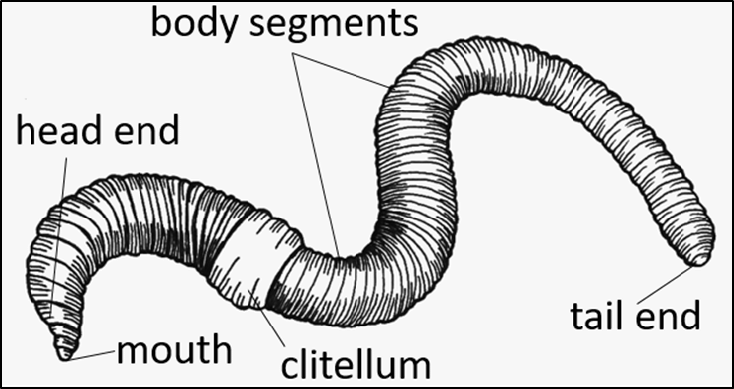 body segments
head end
tail end
mouth
clitellum